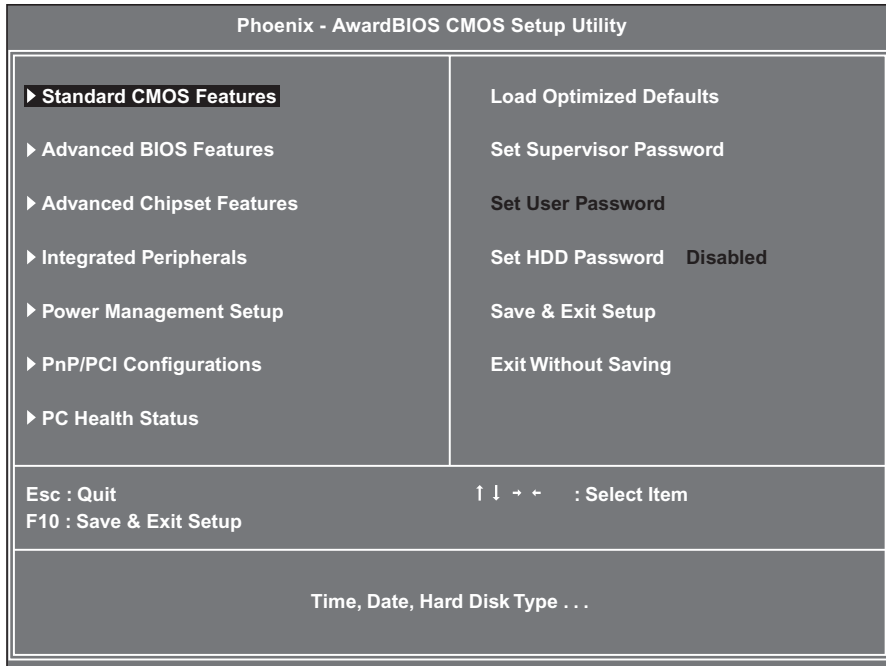 Phoenix - AwardBIOS CMOS Setup Utility
Standard CMOS Features
Advanced BIOS Features
Advanced Chipset Features
Integrated Peripherals
Power Management Setup
PnP/PCI Configurations
PC Health Status
Load Optimized Defaults
Set Supervisor Password
Set User Password
Set HDD Password Disabled
Save & Exit Setup
Exit Without Saving
Esc : Quit
F10 : Save & Exit Setup
↑ ↓ → ← : Select Item
Time, Date, Hard Disk Type . . .